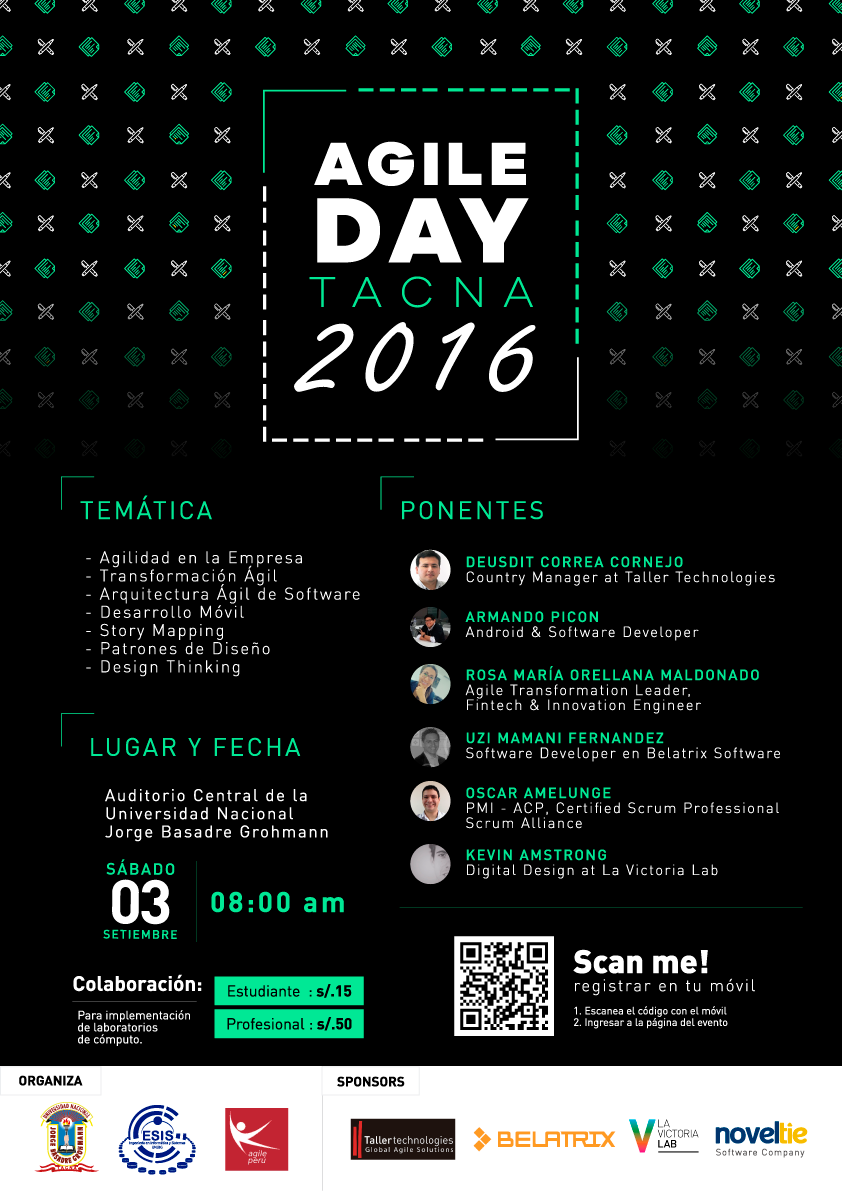 AGILE
DAY
TACNA
2016
TEMÁTICA
- Agilidad en la Empresa
- Transformación Ágil
- Arquitectura Ágil de Software
- Desarrollo Móvil
- Story Mapping
- Patrones de Diseño
- Design Thinking
LUGAR Y FECHA
Auditorio Central de la
Universidad Nacional
Jorge Basadre Grohmann
SÁBADO
03
SETIEMBRE
08:00 am
Colaboración:
Para implementación
de laboratorios
de cómputo.
Estudiante : s/.15
Profesional : s/.50
PONENTES
DEUSDIT CORREA CORNEJO
Country Manager at Taller Technologies
ARMANDO PICON
Android & Software Developer
ROSA MARÍA ORELLANA MALDONADO
Agile Transformation Leader,
Fintech & Innovation Engineer
UZI MAMANI FERNANDEZ
Software Developer en Belatrix Software
OSCAR AMELUNGE
PMI - ACP, Certified Scrum Professional
Scrum Alliance
KEVIN AMSTRONG
Digital Design at La Victoria Lab
Scan me!
registrar en tu móvil
1. Escanea el código con el móvil
2. Ingresar a la página del evento
ORGANIZA
UNIVERSIDAD NACIONAL
JORGE BASADRE GROHMANN
TACNA
ESIS
agile
perú
SPONSORS
Tallertechnologies
Global Agile Solutions
BELATRIX
LA
VICTORIA
LAB
noveltie
Software Company